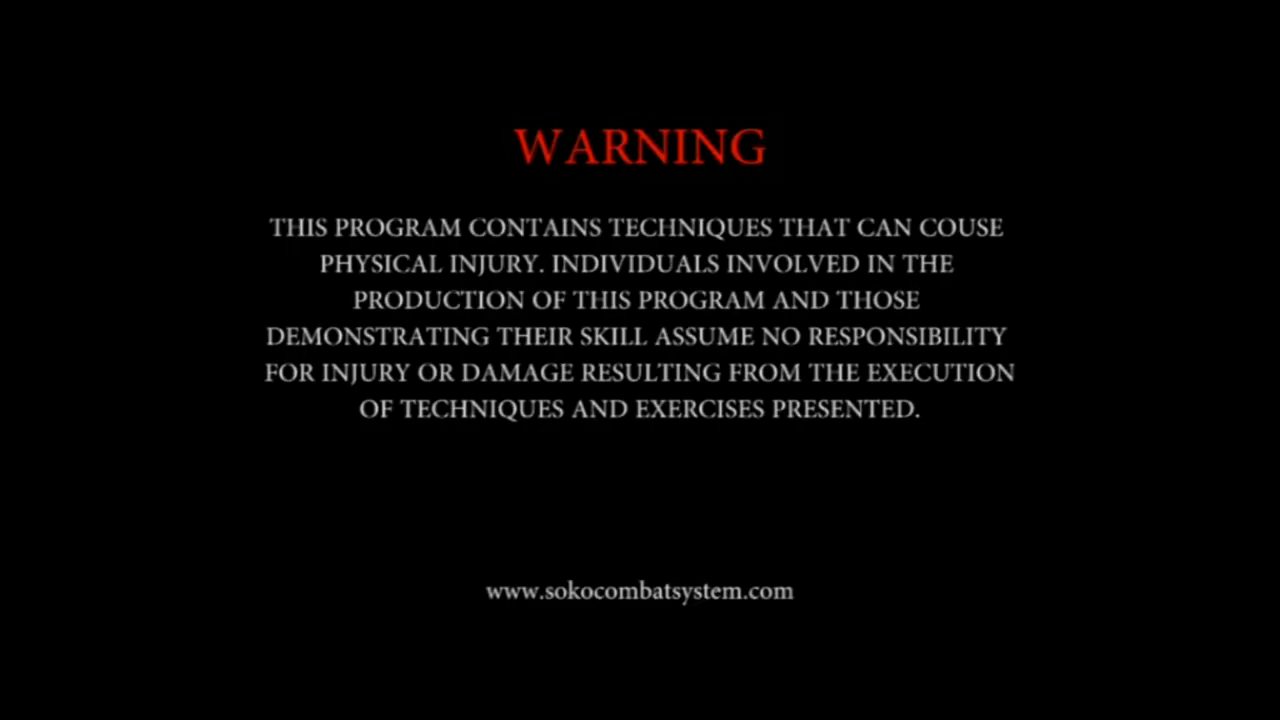 WARNING
THIS PROGRAM CONTAINS TECHNIQUES THAT CAN COUSE
PHYSICAL INJURY. INDIVIDUALS INVOLVED IN THE
PRODUCTION OF THIS PROGRAM AND THOSE
DEMONSTRATING THEIR SKILL ASSUME NO RESPONSIBILITY
FOR INJURY OR DAMAGE RESULTING FROM THE EXECUTION
OF TECHNIQUES AND EXERCISES PRESENTED.
www.sokocombatsystem.com